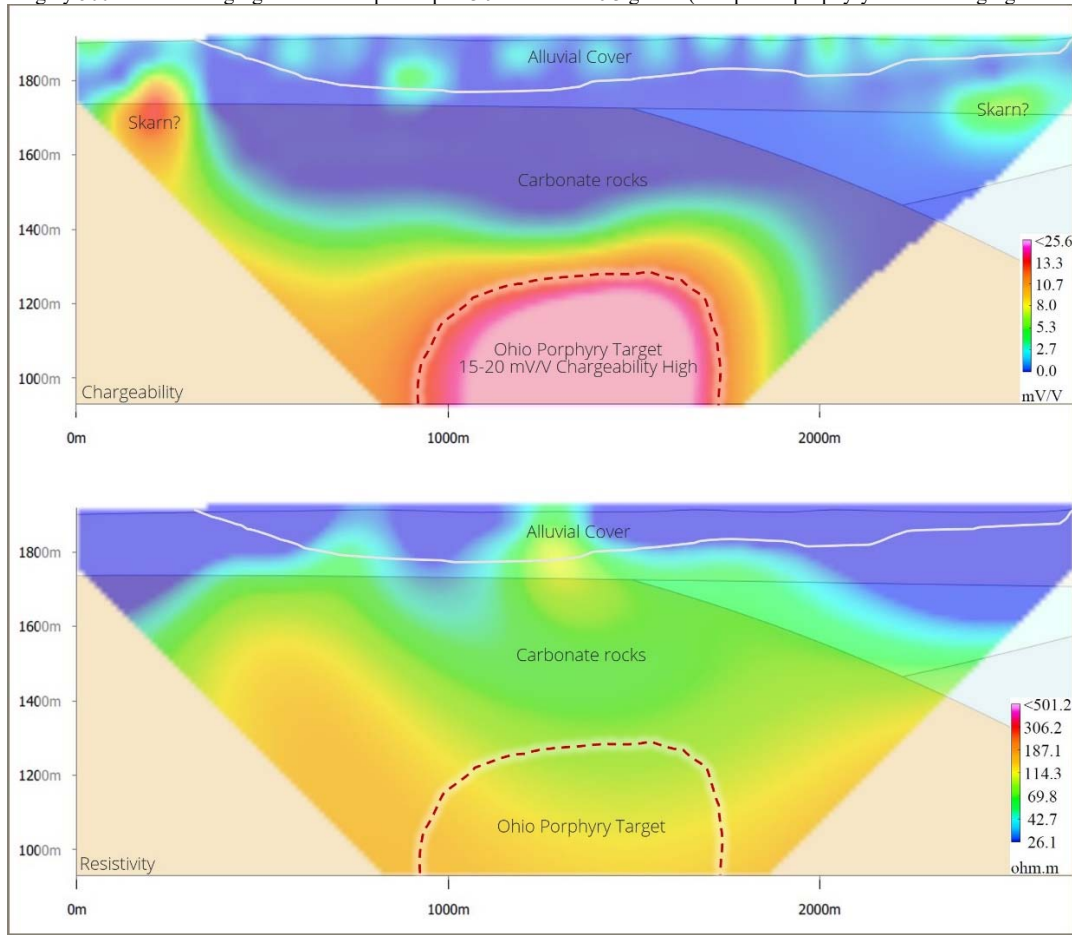 Alluvial Cover
1800m
Skarn?
Skarn?
1600m
Carbonate rocks
1400m
<25.6
13.3
10.7
8.0
5.3
2.7
0.0
mV/V
1200m
Ohio Porphyry Target
15-20 mV/V Chargeability High
1000m
Chargeability
0m
1000m
2000m
Alluvial Cover
1800m
1600m
Carbonate rocks
1400m
<501.2
306.2
187.1
114.3
69.8
42.7
26.1
ohm.m
1200m
Ohio Porphyry Target
1000m
Resistivity
0m
1000m
2000m